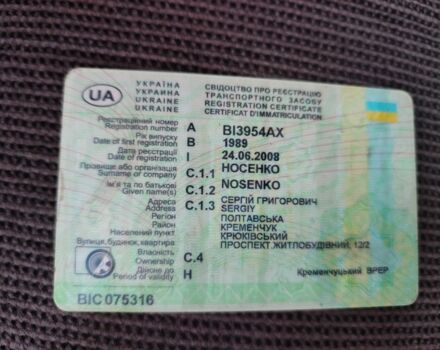 UA
УКРАЇНА
УКРАИНА
UKRAINE
UKRAINE
СВІДОЦТВО ПРО РЕЄСТРАЦІЮ
ТРАНСПОРТНОГО ЗАСОБУ
REGISTRATION CERTIFICATE
CERTIFICAT D'IMMATRICULATION
Реєстраційний номер
Registration number A BI3954AX
Рік випуску
Date of first registration B 1989
Дата реєстрації
Date of registration I 24.06.2008
Прізвище або організація
Surname or company C.1.1 НОСЕНКО
NOSENKO
Ім'я та по батькові
Given name(s) C.1.2 СЕРГІЙ ГРИГОРОВИЧ
SERGIY
Адреса
Address C.1.3 ПОЛТАВСЬКА
Регіон
Район КРЕМЕНЧУК
Населений пункт КРЮКІВСЬКИЙ
Вулиця, будинок, квартира ПРОСПЕКТ ЖИТЛОБУДІВНИЙ, 12/2
Власність
Ownership C.4
Дійсне до
Period of validity H
Кременчуцький ВРЕР
BIC 075316